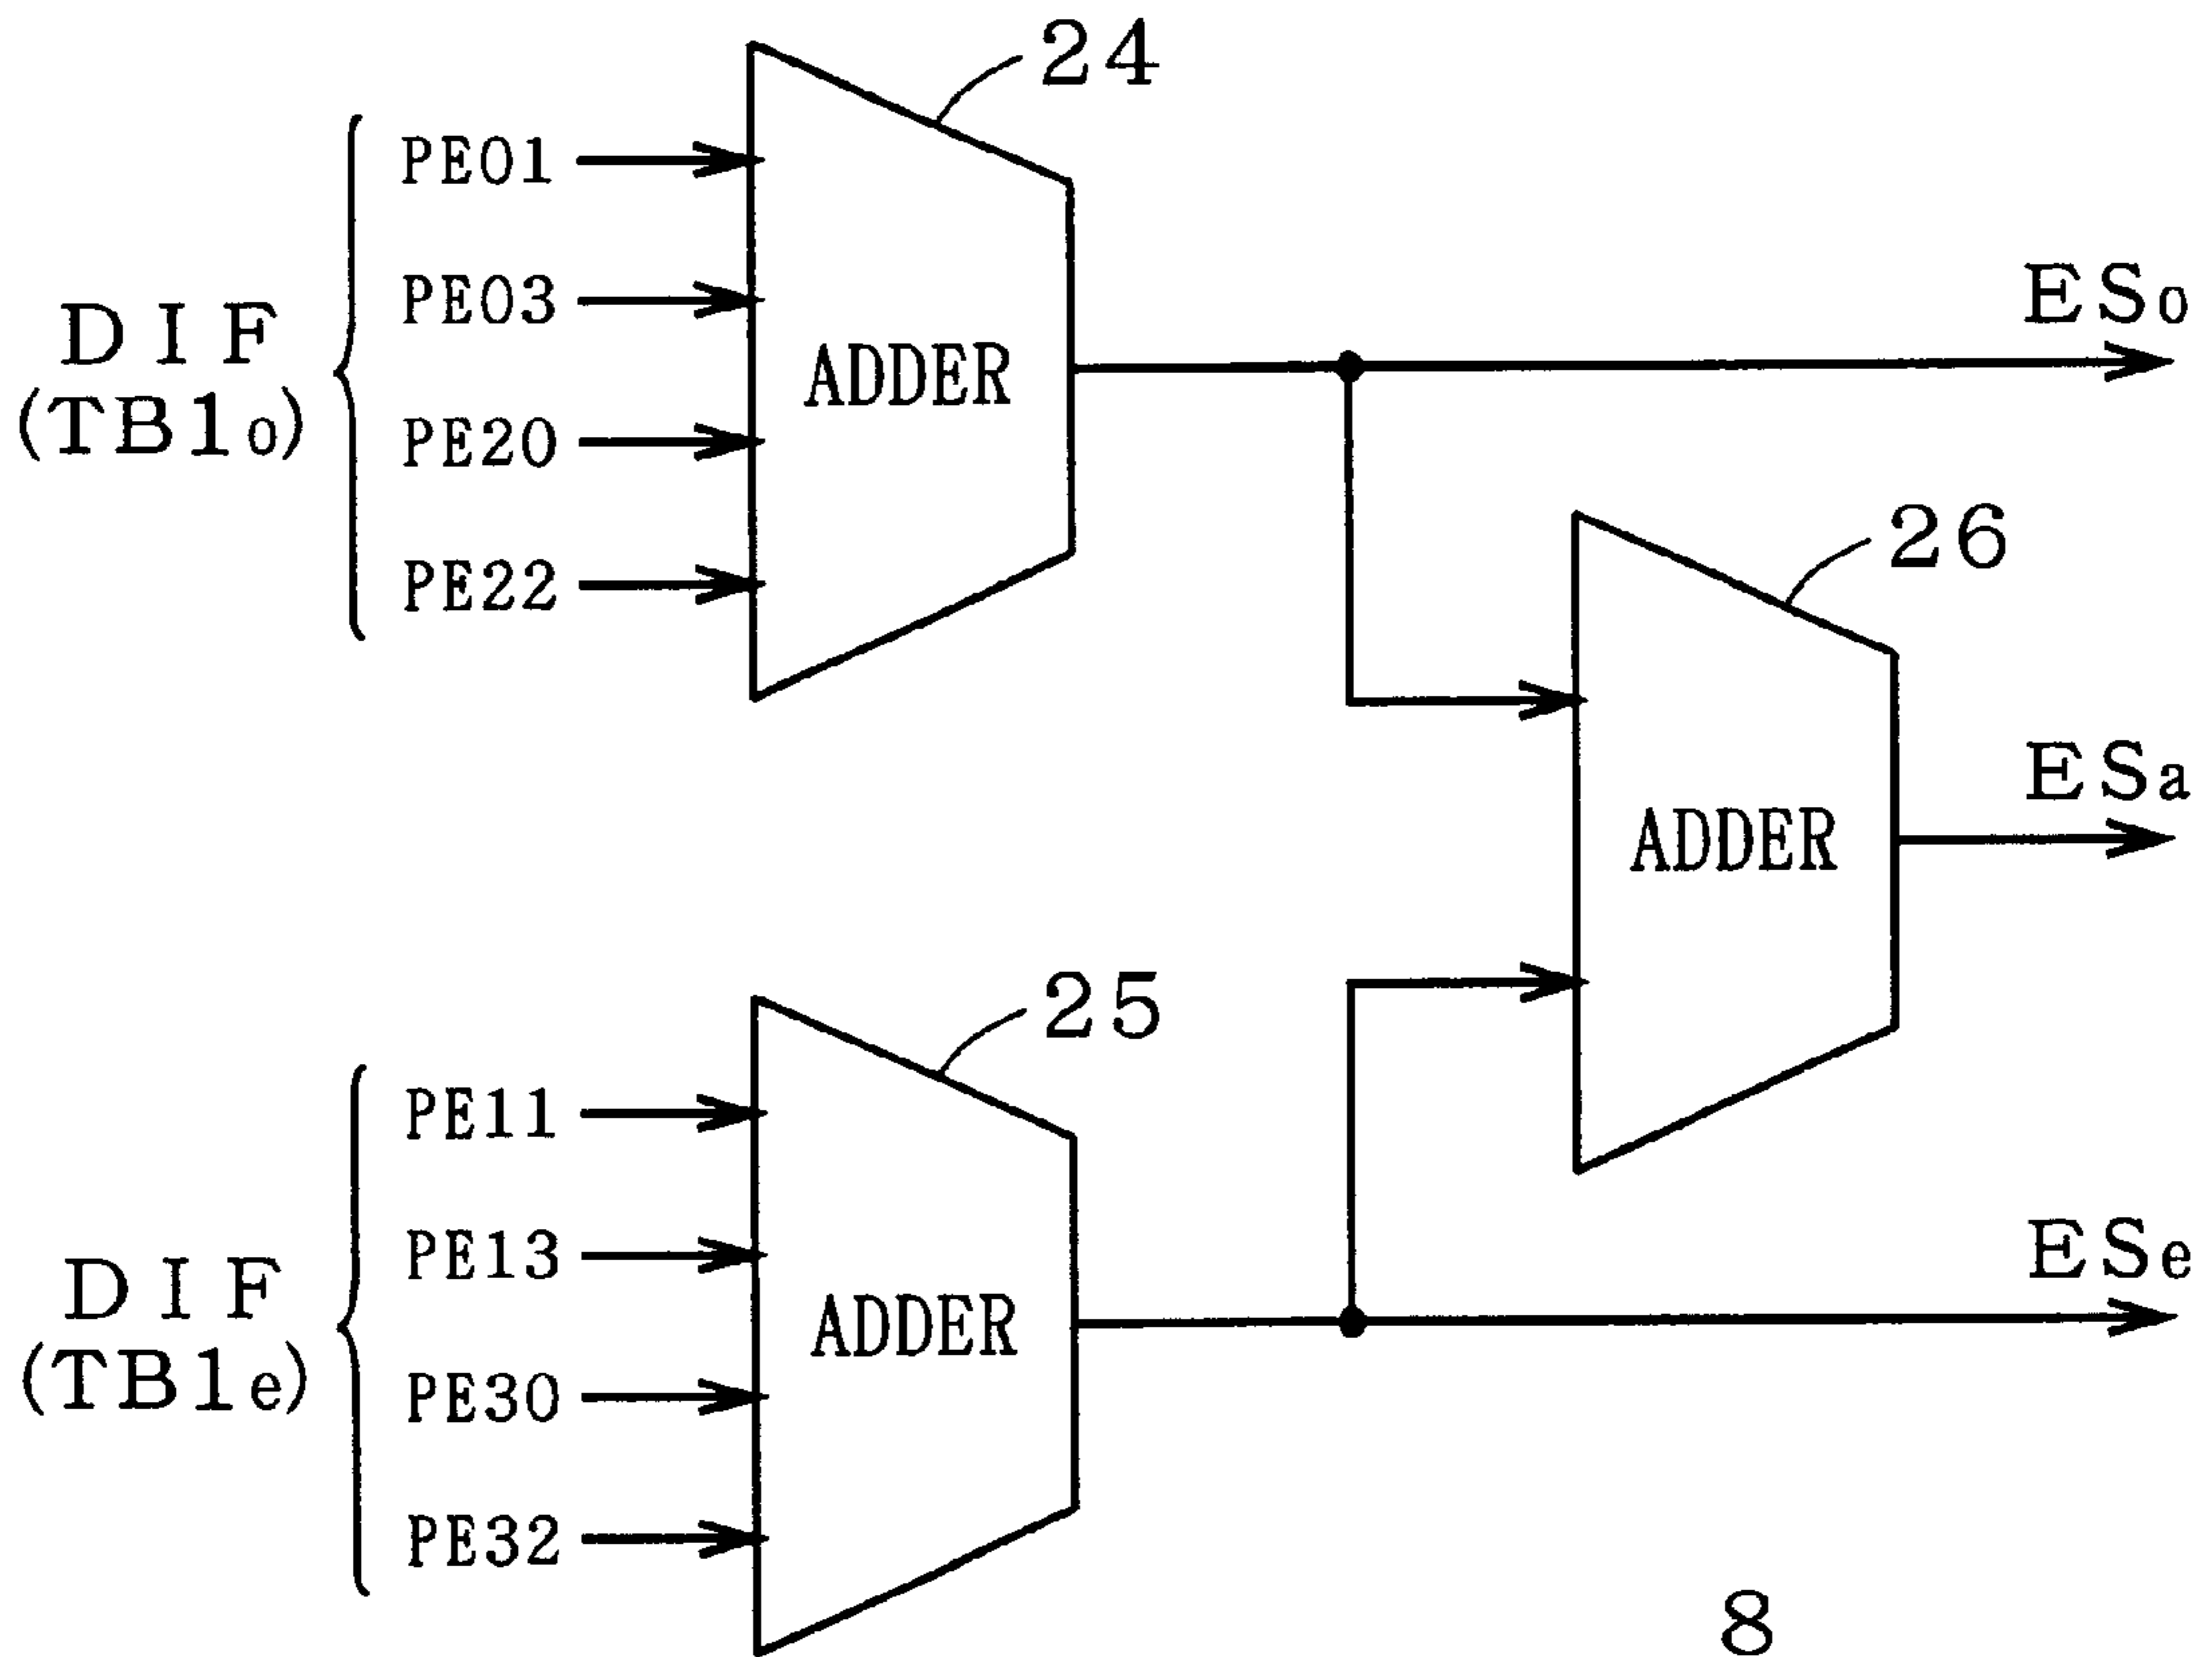 24
PE01
PE03
PE20
PE22
DIF
(TB1o)
ADDER
ESo
26
ADDER
ESa
25
PE11
PE13
PE30
PE32
DIF
(TB1e)
ADDER
ESe
8